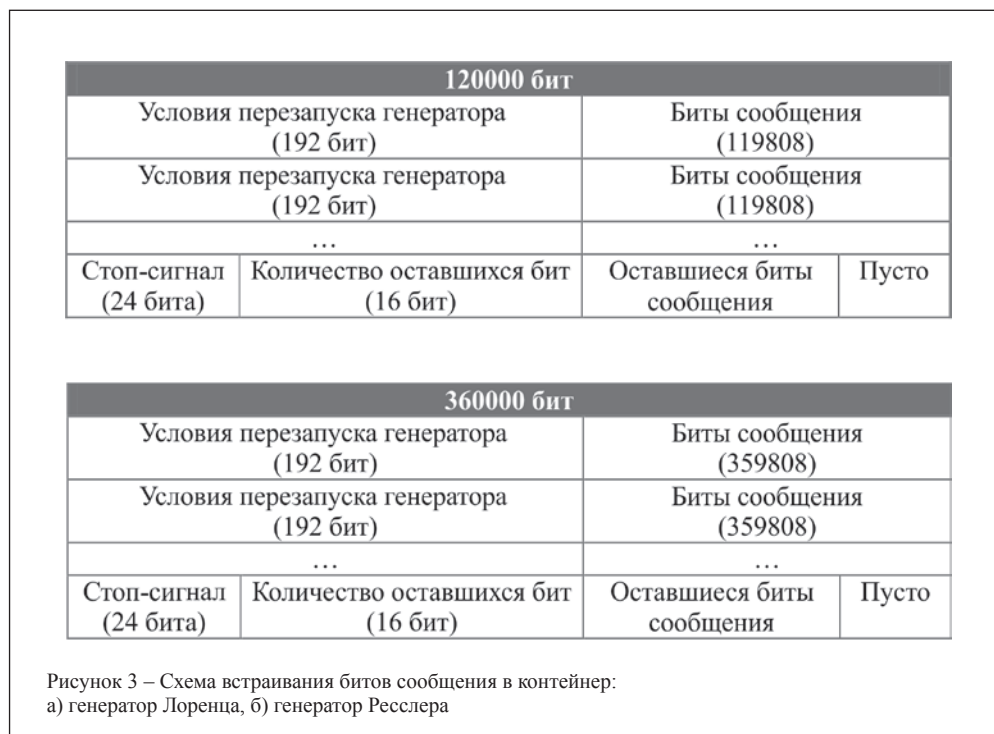 120000 бит
Условия перезапуска генератора
(192 бит)
Биты сообщения
(119808)
Условия перезапуска генератора
(192 бит)
Биты сообщения
(119808)
…
…
Стоп-сигнал
(24 бита)
Количество оставшихся бит
(16 бит)
Оставшиеся биты
сообщения
Пусто
360000 бит
Условия перезапуска генератора
(192 бит)
Биты сообщения
(359808)
Условия перезапуска генератора
(192 бит)
Биты сообщения
(359808)
…
…
Стоп-сигнал
(24 бита)
Количество оставшихся бит
(16 бит)
Оставшиеся биты
сообщения
Пусто
Рисунок 3 – Схема встраивания битов сообщения в контейнер:
а) генератор Лоренца, б) генератор Ресслера